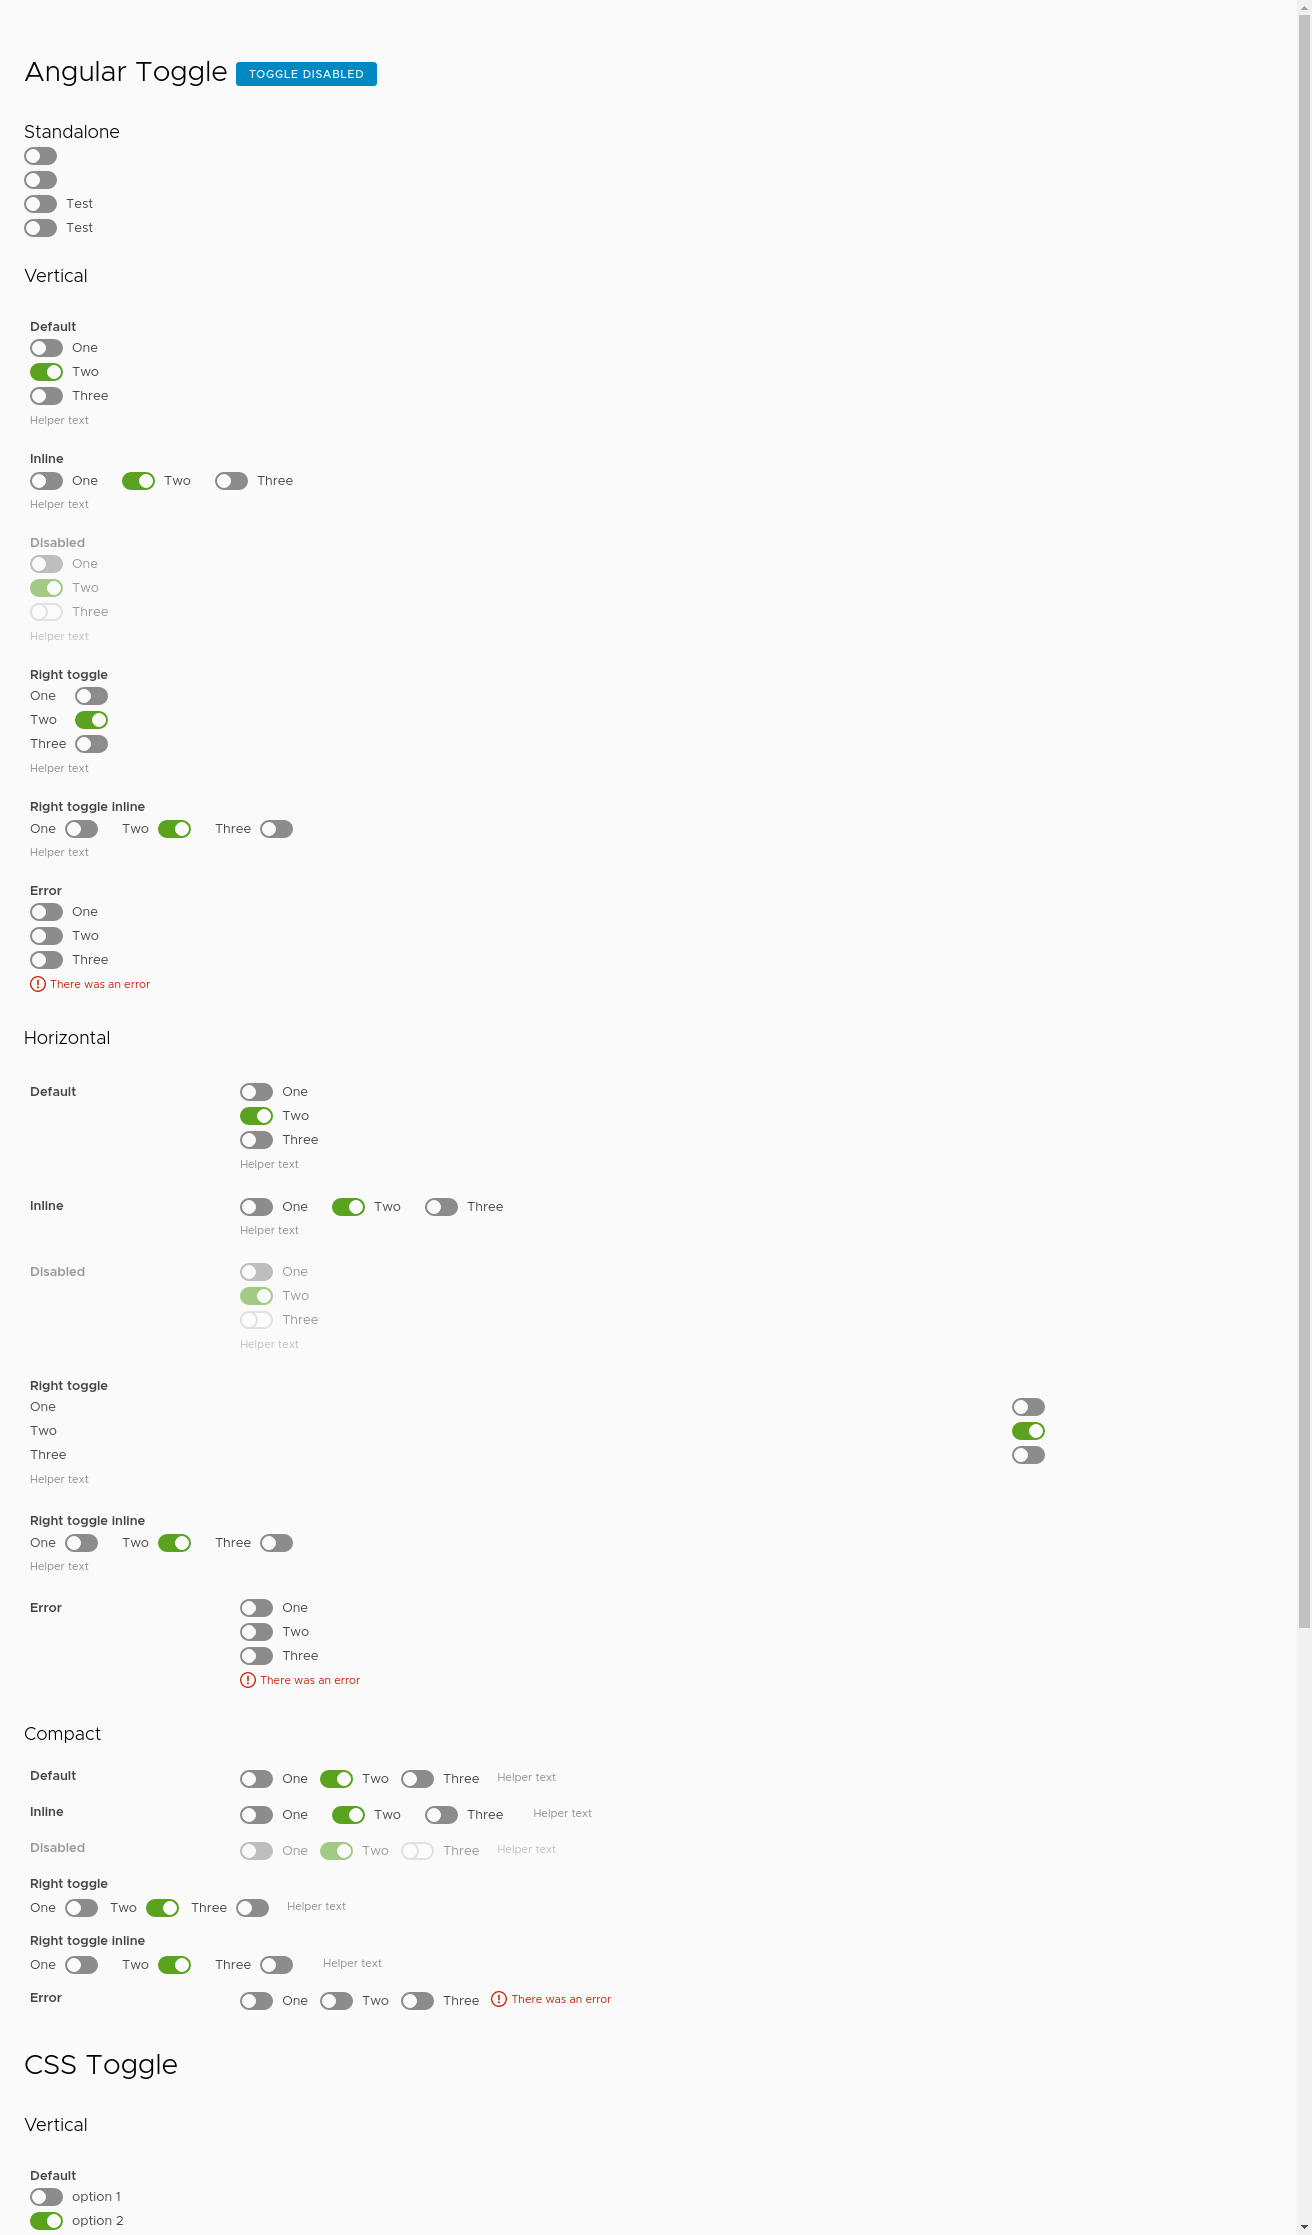 Angular Toggle TOGGLE DISABLED
Standalone
Test
Test
Vertical
Default
One
Two
Three
Helper text
Inline
One Two Three
Helper text
Disabled
One
Two
Three
Helper text
Right toggle
One
Two
Three
Helper text
Right toggle inline
One Two Three
Helper text
Error
One
Two
Three
There was an error
Horizontal
Default One
Two
Three
Helper text
Inline One Two Three
Helper text
Disabled One
Two
Three
Helper text
Right toggle
One
Two
Three
Helper text
Right toggle inline
One Two Three
Helper text
Error One
Two
Three
There was an error
Compact
Default One Two Three Helper text
Inline One Two Three Helper text
Disabled One Two Three Helper text
Right toggle
One Two Three Helper text
Right toggle inline
One Two Three Helper text
Error One Two Three There was an error
CSS Toggle
Vertical
Default
option 1
option 2